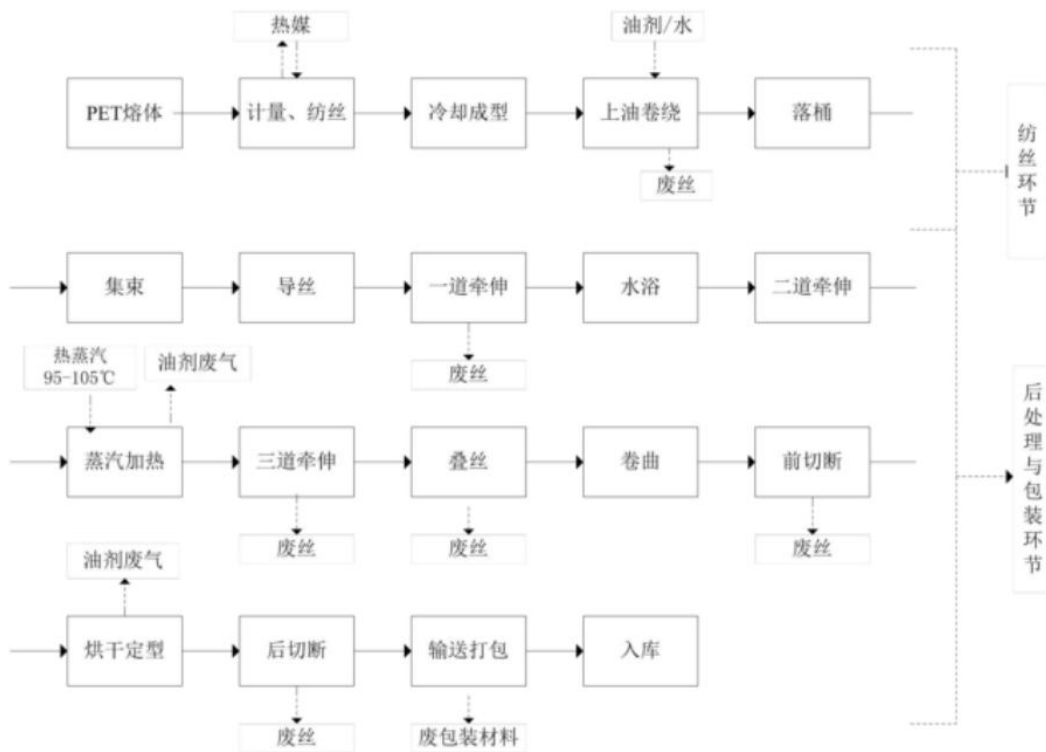 热媒
油剂/水
PET熔体
计量、纺丝
冷却成型
上油卷绕
落桶
废丝
纺丝环节
集束
导丝
一道牵伸
水浴
二道牵伸
废丝
热蒸汽
95-105℃
油剂废气
蒸汽加热
三道牵伸
叠丝
卷曲
前切断
废丝
废丝
废丝
后处理与包装环节
油剂废气
烘干定型
后切断
输送打包
入库
废丝
废包装材料